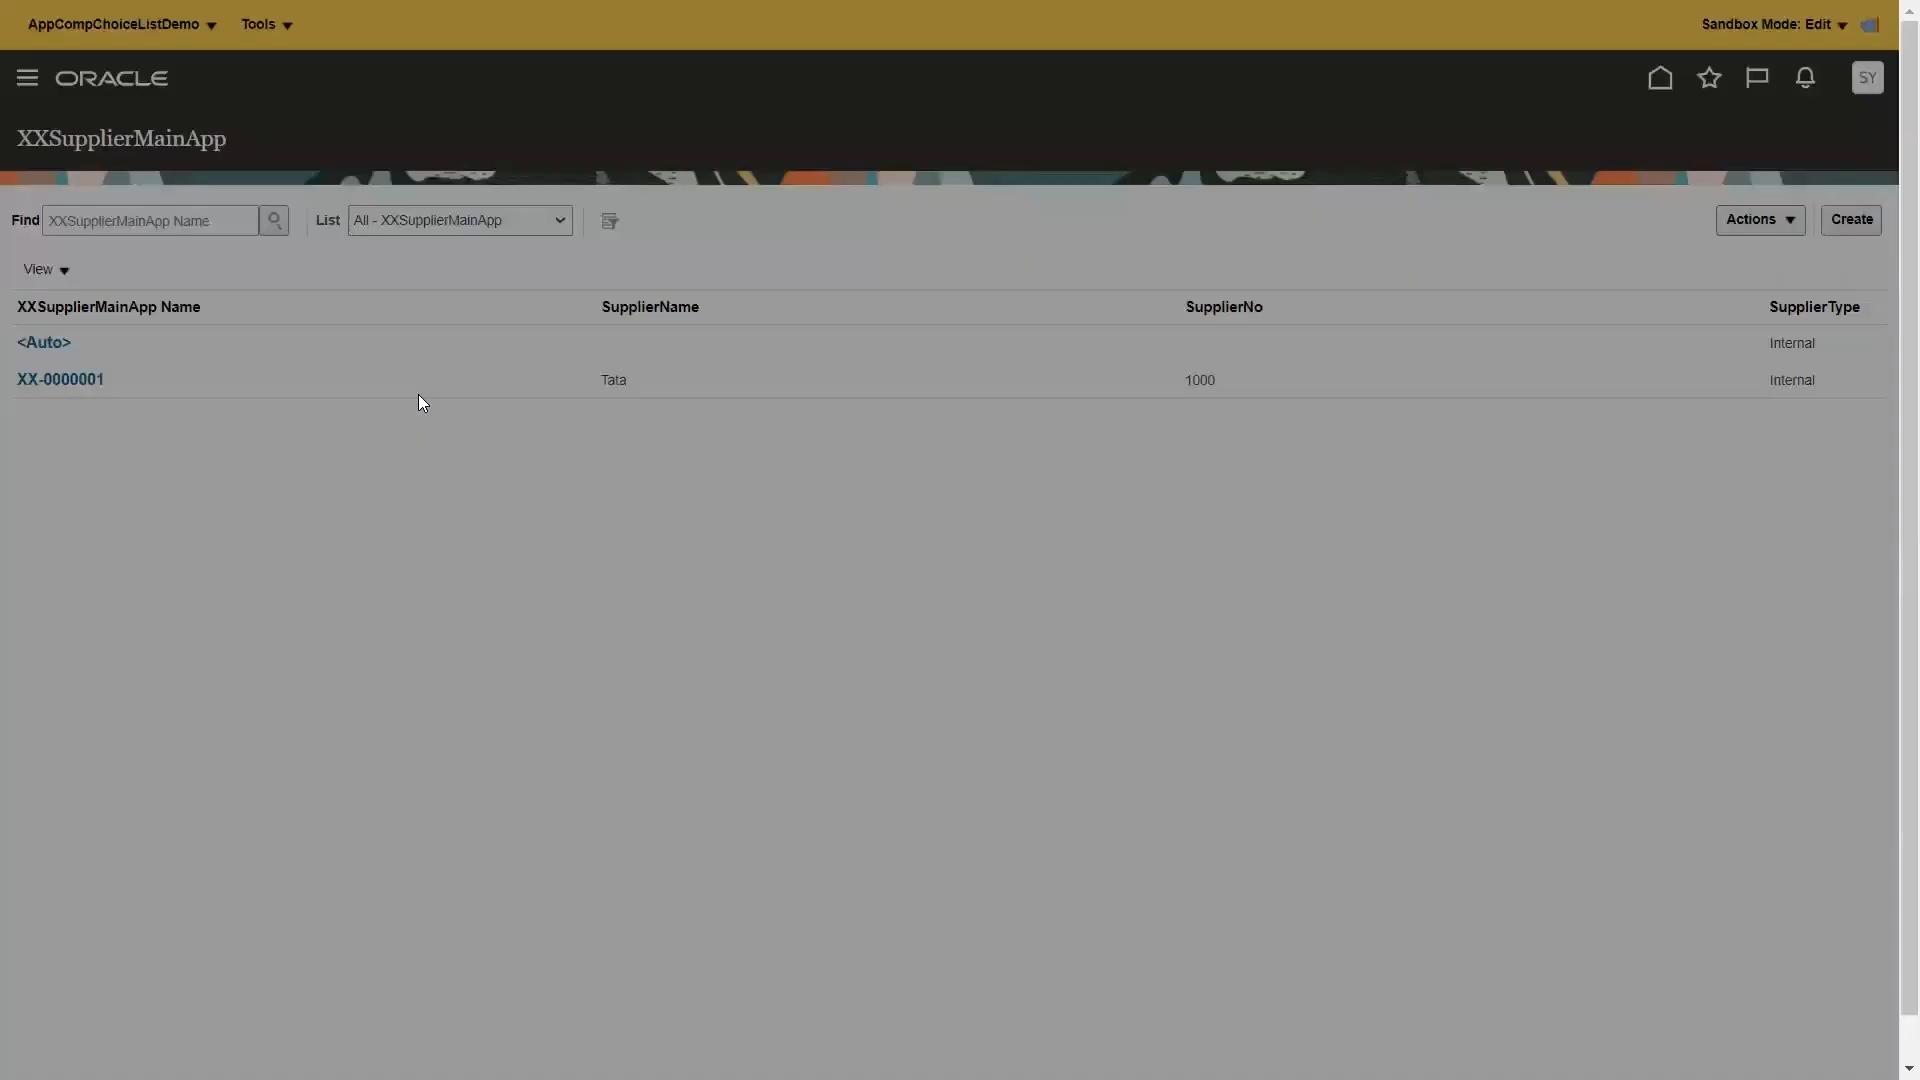 AppCompChoiceListDemo Tools Sandbox Mode: Edit
ORACLE SY
XXSupplierMainApp
Find XXSupplierMainApp Name List All - XXSupplierMainApp Actions Create
View
XXSupplierMainApp Name SupplierName SupplierNo SupplierType
<Auto> Internal
XX-0000001 Tata 1000 Internal